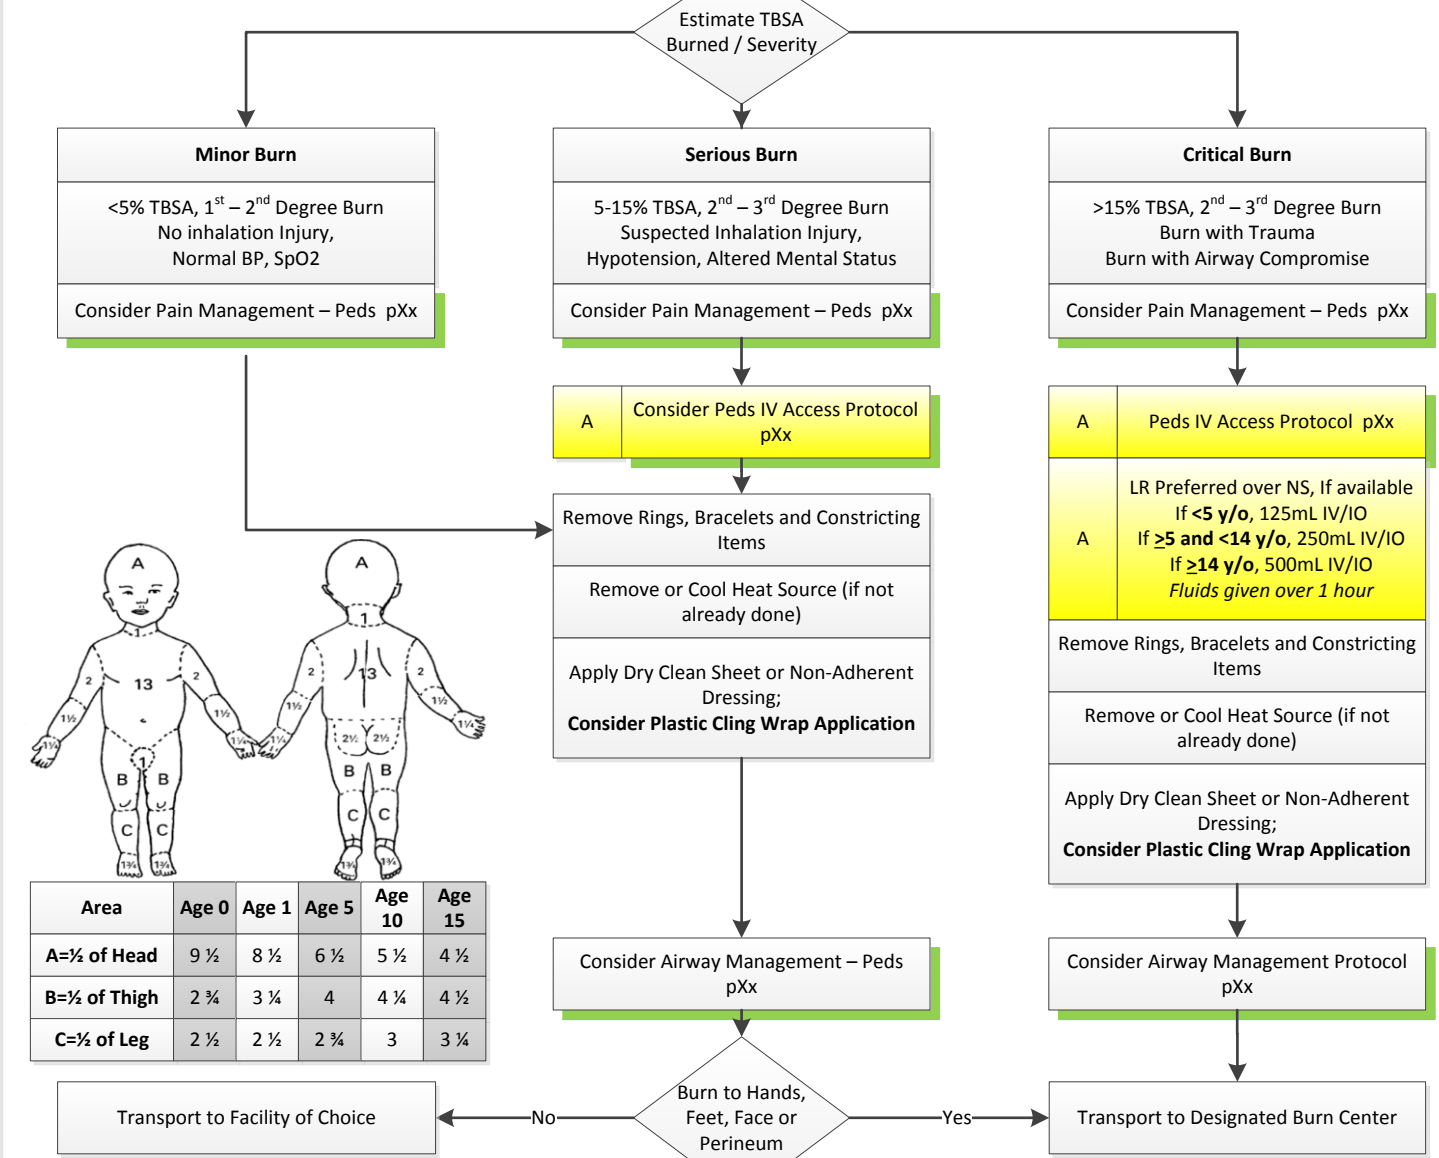 Estimate TBSA
Burned / Severity
Minor Burn
<5% TBSA, 1st – 2nd Degree Burn
No inhalation Injury,
Normal BP, SpO2
Consider Pain Management – Peds pXx
Serious Burn
5-15% TBSA, 2nd – 3rd Degree Burn
Suspected Inhalation Injury,
Hypotension, Altered Mental Status
Consider Pain Management – Peds pXx
A
Consider Peds IV Access Protocol
pXx
Remove Rings, Bracelets and Constricting
Items
Remove or Cool Heat Source (if not
already done)
Apply Dry Clean Sheet or Non-Adherent
Dressing;
Consider Plastic Cling Wrap Application
Consider Airway Management – Peds
pXx
Burn to Hands,
Feet, Face or
Perineum
No
Yes
Transport to Facility of Choice
Critical Burn
>15% TBSA, 2nd – 3rd Degree Burn
Burn with Trauma
Burn with Airway Compromise
Consider Pain Management – Peds pXx
A
Peds IV Access Protocol pXx
A
LR Preferred over NS, If available
If <5 y/o, 125mL IV/IO
If >5 and <14 y/o, 250mL IV/IO
If >14 y/o, 500mL IV/IO
Fluids given over 1 hour
Remove Rings, Bracelets and Constricting
Items
Remove or Cool Heat Source (if not
already done)
Apply Dry Clean Sheet or Non-Adherent
Dressing;
Consider Plastic Cling Wrap Application
Consider Airway Management Protocol
pXx
Transport to Designated Burn Center
A
1
2 13 2
1½ 1½
1¼ 1¼
1
B B
C C
1¾ 1¾
A
1
2 13 2
1½ 1½
1¼
2½ 2½
B B
C C
1¾ 1¾
Area Age 0 Age 1 Age 5 Age 10 Age 15
A=½ of Head 9 ½ 8 ½ 6 ½ 5 ½ 4 ½
B=½ of Thigh 2 ¾ 3 ¼ 4 4 ¼ 4 ½
C=½ of Leg 2 ½ 2 ½ 2 ¾ 3 3 ¼